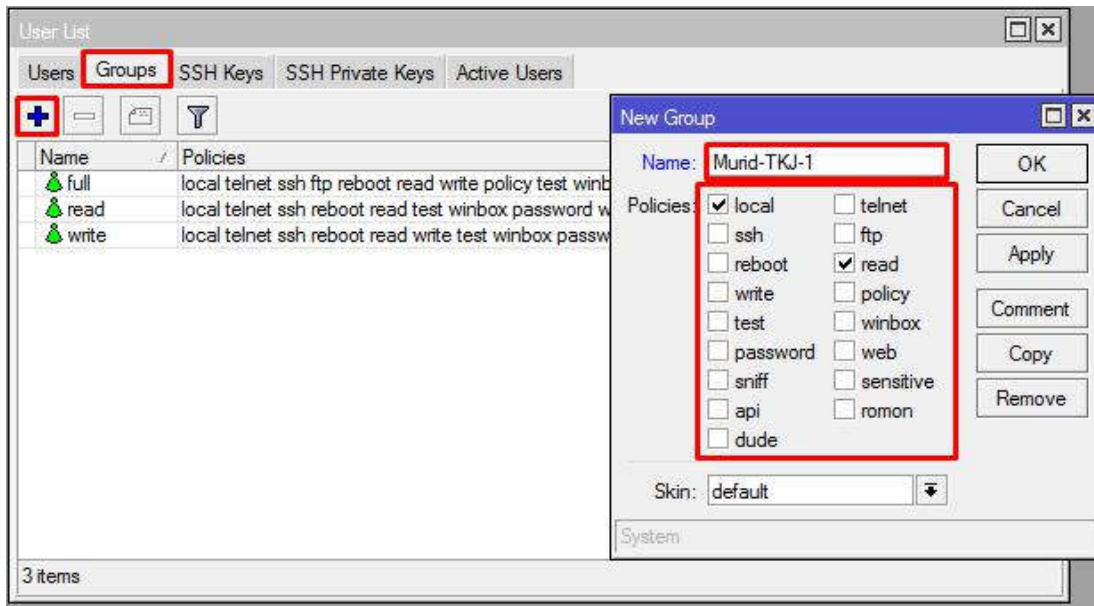 User List
Users Groups SSH Keys SSH Private Keys Active Users
Name Policies
full local telnet ssh ftp reboot read write policy test winb
read local telnet ssh reboot read test winbox password w
write local telnet ssh reboot read write test winbox passw
3 items
New Group
Name: Murid-TKJ-1
Policies: local telnet
ssh ftp
reboot read
write policy
test winbox
password web
sniff sensitive
api romon
dude
Skin: default
System
OK
Cancel
Apply
Comment
Copy
Remove